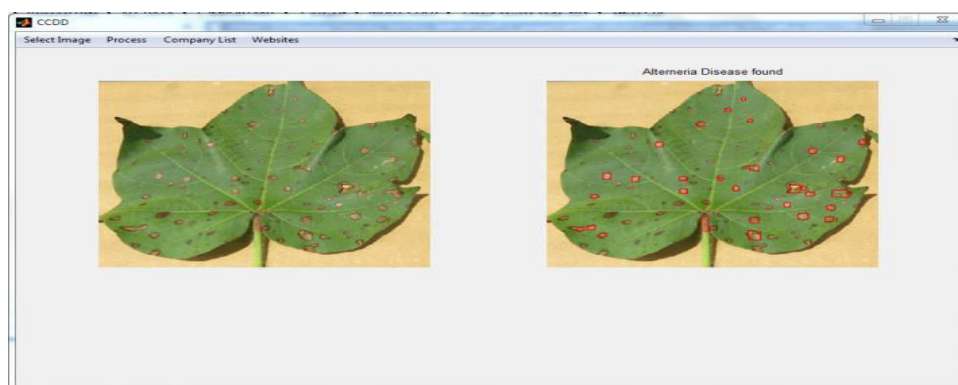 CCDD
Select Image Process Company List Websites
Alterneria Disease found